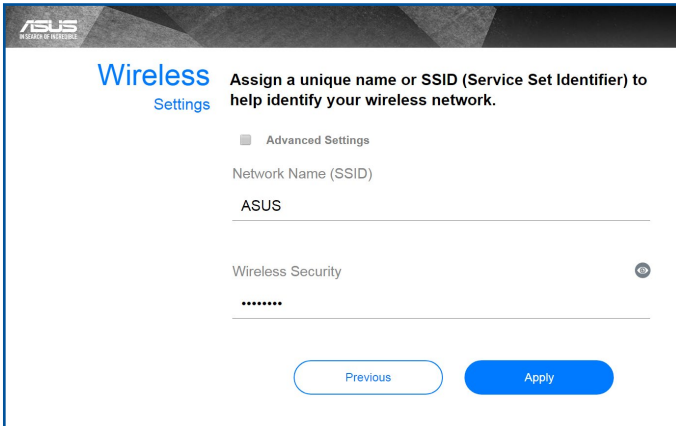 ASUS
IN SEARCH OF INCREDIBLE
Wireless
Settings
Assign a unique name or SSID (Service Set Identifier) to
help identify your wireless network.
Advanced Settings
Network Name (SSID)
ASUS
Wireless Security
••••••••
Previous
Apply